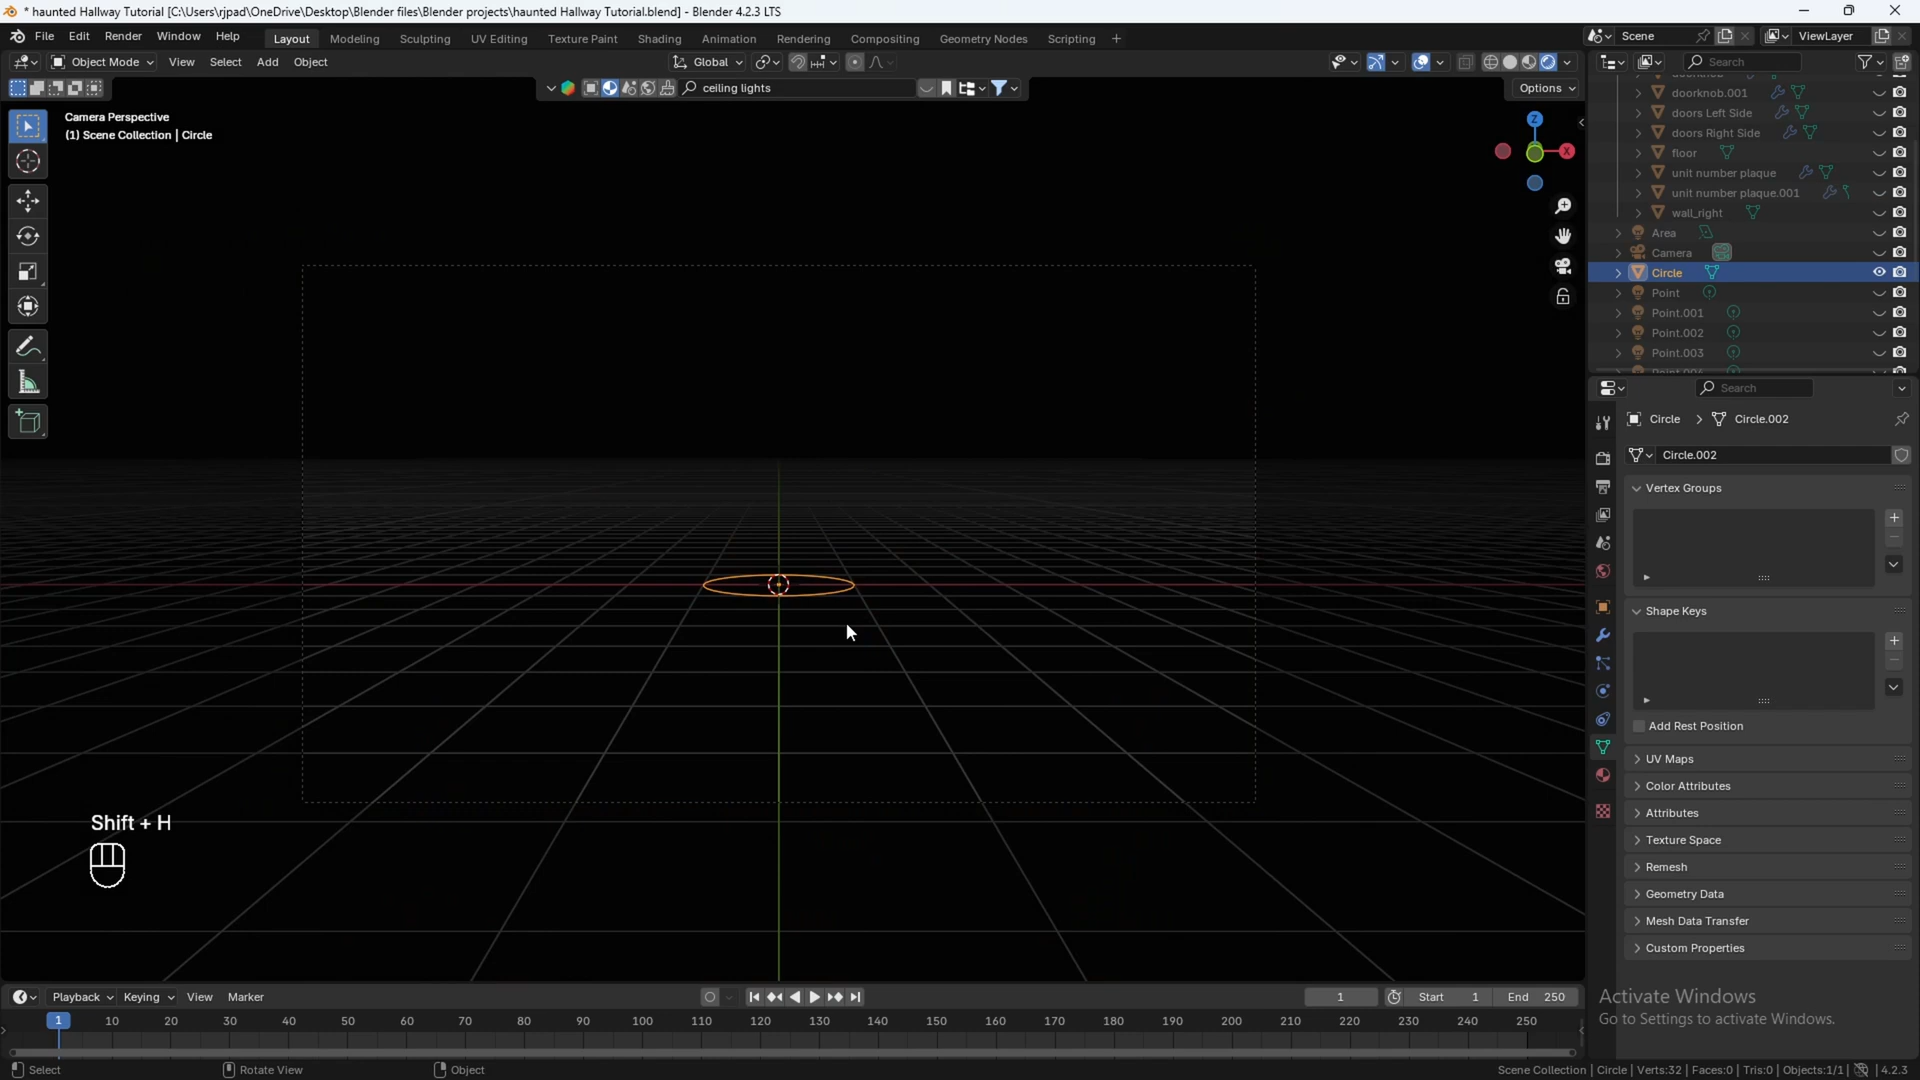 * haunted Hallway Tutorial [C:\Users\rjpad\OneDrive\Desktop\Blender files\Blender projects\haunted Hallway Tutorial.blend] - Blender 4.2.3 LTS
File Edit Render Window Help Layout Modeling Sculpting UV Editing Texture Paint Shading Animation Rendering Compositing Geometry Nodes Scripting + Scene ViewLayer
Object Mode View Select Add Object Global Search
ceiling lights Options
Camera Perspective
(1) Scene Collection | Circle
Z
X
doorknob
doorknob.001
doors Left Side
doors Right Side
floor
unit number plaque
unit number plaque.001
wall_right
Area
Camera
Circle
Point
Point.001
Point.002
Point.003
Search
Circle > Circle.002
Circle.002
Vertex Groups
Shape Keys
Add Rest Position
UV Maps
Color Attributes
Attributes
Texture Space
Remesh
Geometry Data
Mesh Data Transfer
Custom Properties
Shift + H
Activate Windows
Go to Settings to activate Windows.
Playback Keying View Marker 1 Start 1 End 250
1 10 20 30 40 50 60 70 80 90 100 110 120 130 140 150 160 170 180 190 200 210 220 230 240 250
Select Rotate View Object Scene Collection | Circle | Verts:32 | Faces:0 | Tris:0 | Objects:1/1 | 4.2.3